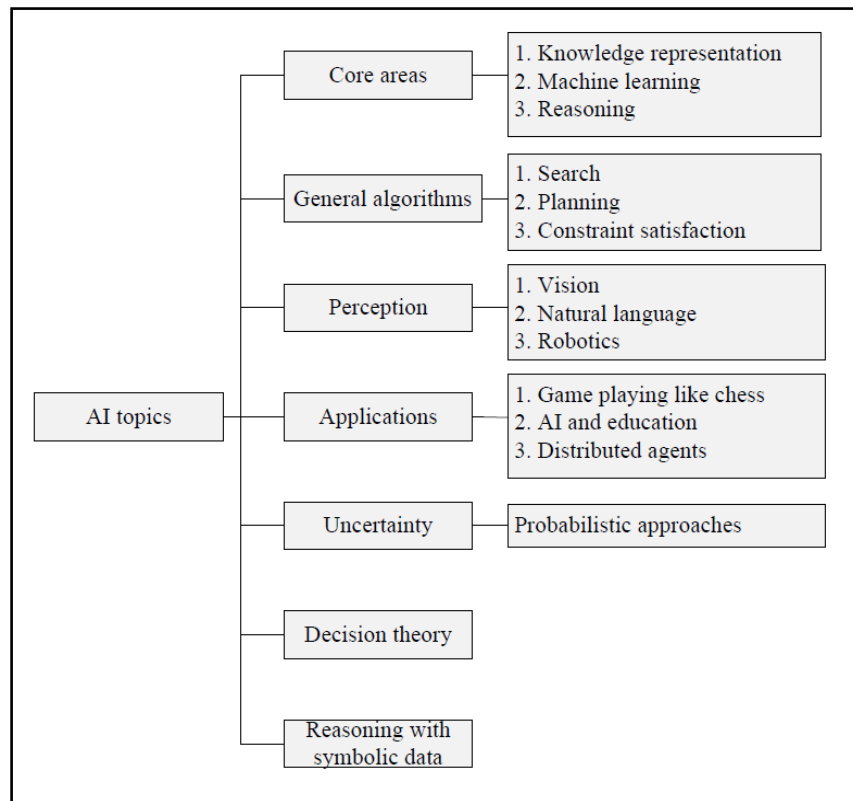 Core areas
1. Knowledge representation
2. Machine learning
3. Reasoning
General algorithms
1. Search
2. Planning
3. Constraint satisfaction
Perception
1. Vision
2. Natural language
3. Robotics
AI topics
Applications
1. Game playing like chess
2. AI and education
3. Distributed agents
Uncertainty
Probabilistic approaches
Decision theory
Reasoning with
symbolic data